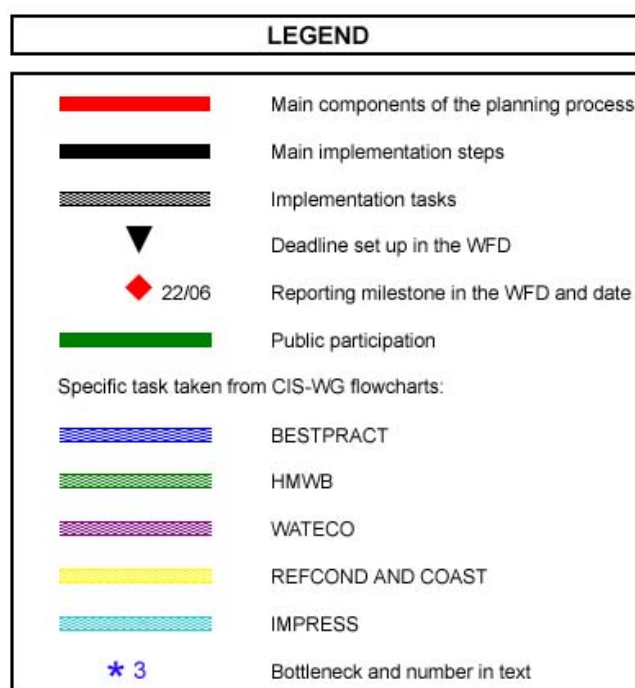 LEGEND
Main components of the planning process
Main implementation steps
Implementation tasks
Deadline set up in the WFD
22/06 Reporting milestone in the WFD and date
Public participation
Specific task taken from CIS-WG flowcharts:
BESTPRACT
HMWB
WATECO
REFCOND AND COAST
IMPRESS
* 3 Bottleneck and number in text